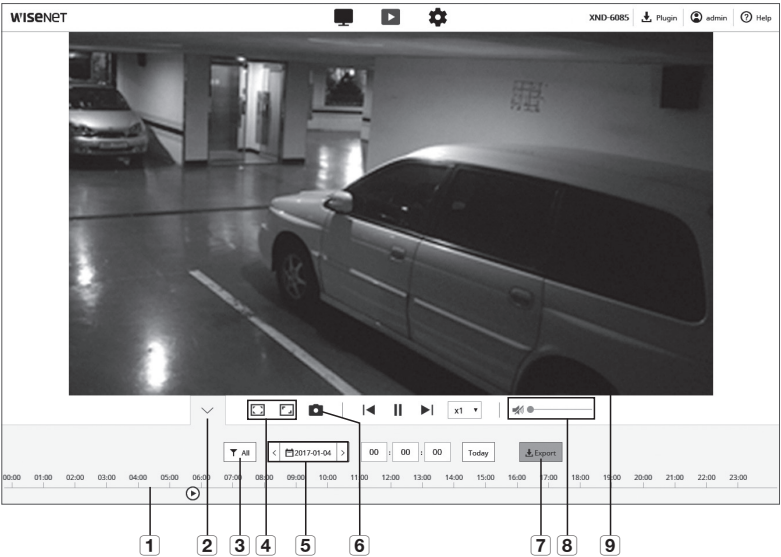 WISENET XND-6085 Plugin admin Help
x1
All 2017-01-04 00 : 00 : 00 Today Export
00:00 01:00 02:00 03:00 04:00 05:00 06:00 07:00 08:00 09:00 10:00 11:00 12:00 13:00 14:00 15:00 16:00 17:00 18:00 19:00 20:00 21:00 22:00 23:00
1 2 3 4 5 6 7 8 9